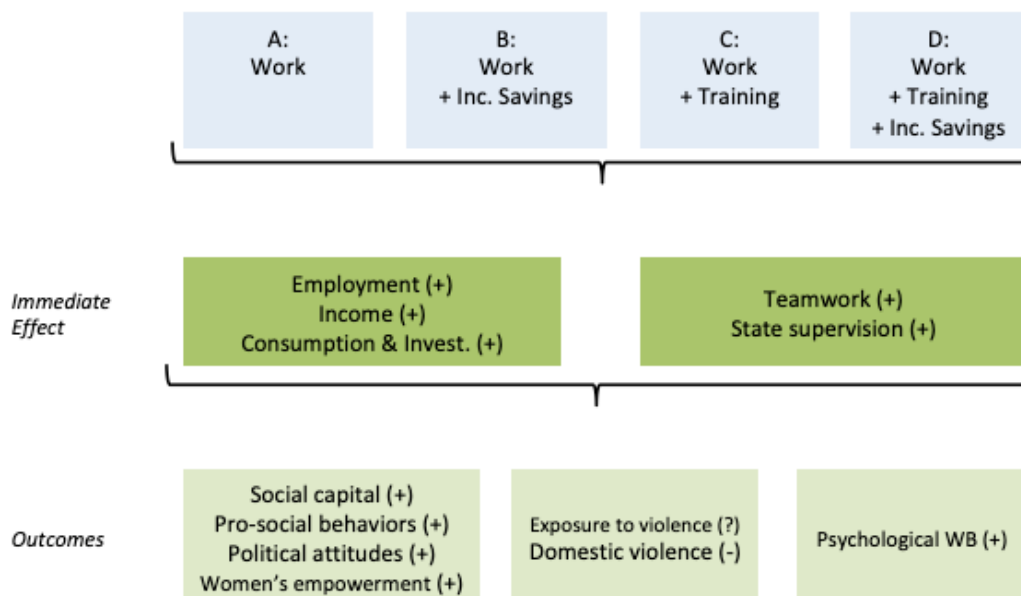 A:
Work
B:
Work
+ Inc. Savings
C:
Work
+ Training
D:
Work
+ Training
+ Inc. Savings
Immediate
Effect
Employment (+)
Income (+)
Consumption & Invest. (+)
Teamwork (+)
State supervision (+)
Outcomes
Social capital (+)
Pro-social behaviors (+)
Political attitudes (+)
Women's empowerment (+)
Exposure to violence (?)
Domestic violence (-)
Psychological WB (+)